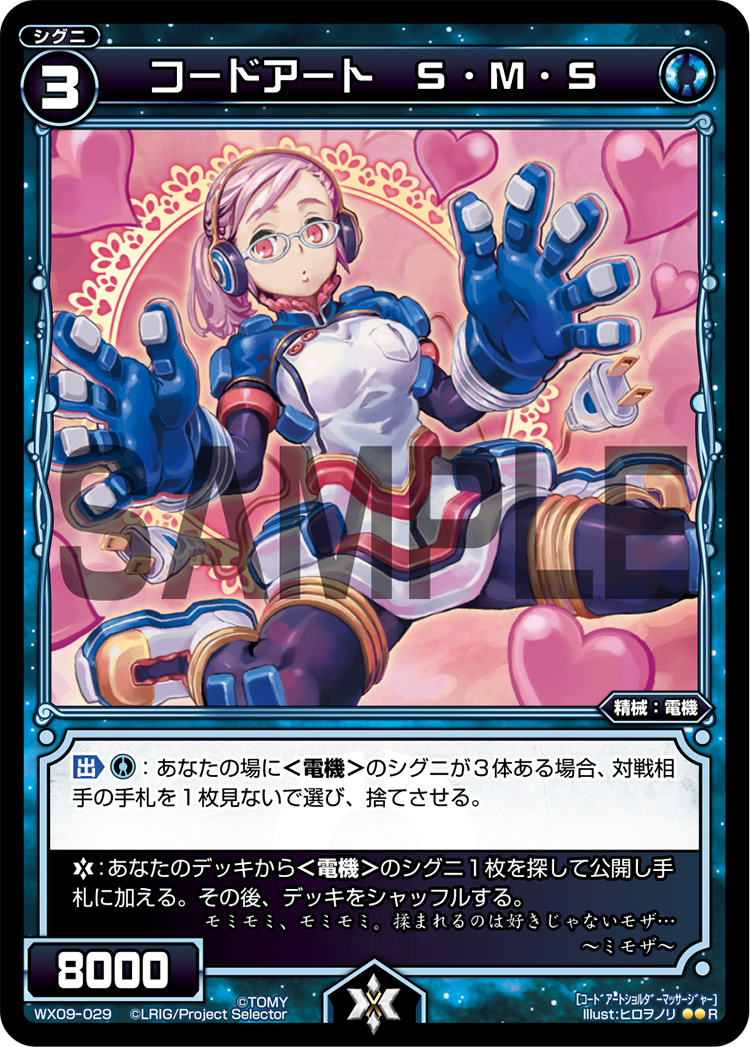 シグニ
3
コードアート S・M・S
SAMPLE
精械：電機
出：あなたの場に＜電機＞のシグニが３体ある場合、対戦相
手の手札を１枚見ないで選び、捨てさせる。
：あなたのデッキから＜電機＞のシグニ１枚を探して公開し手
札に加える。その後、デッキをシャッフルする。
モミモミ、モミモミ。揉まれるのは好きじゃないモザ…
～ミモザ～
8000
©TOMY
[ｺｰﾄﾞｱｰﾄｼｮﾙﾀﾞｰﾏｯｻｰｼﾞｬｰ]
WX09-029 ©LRIG/Project Selector
Illust:ヒロヲノリ R